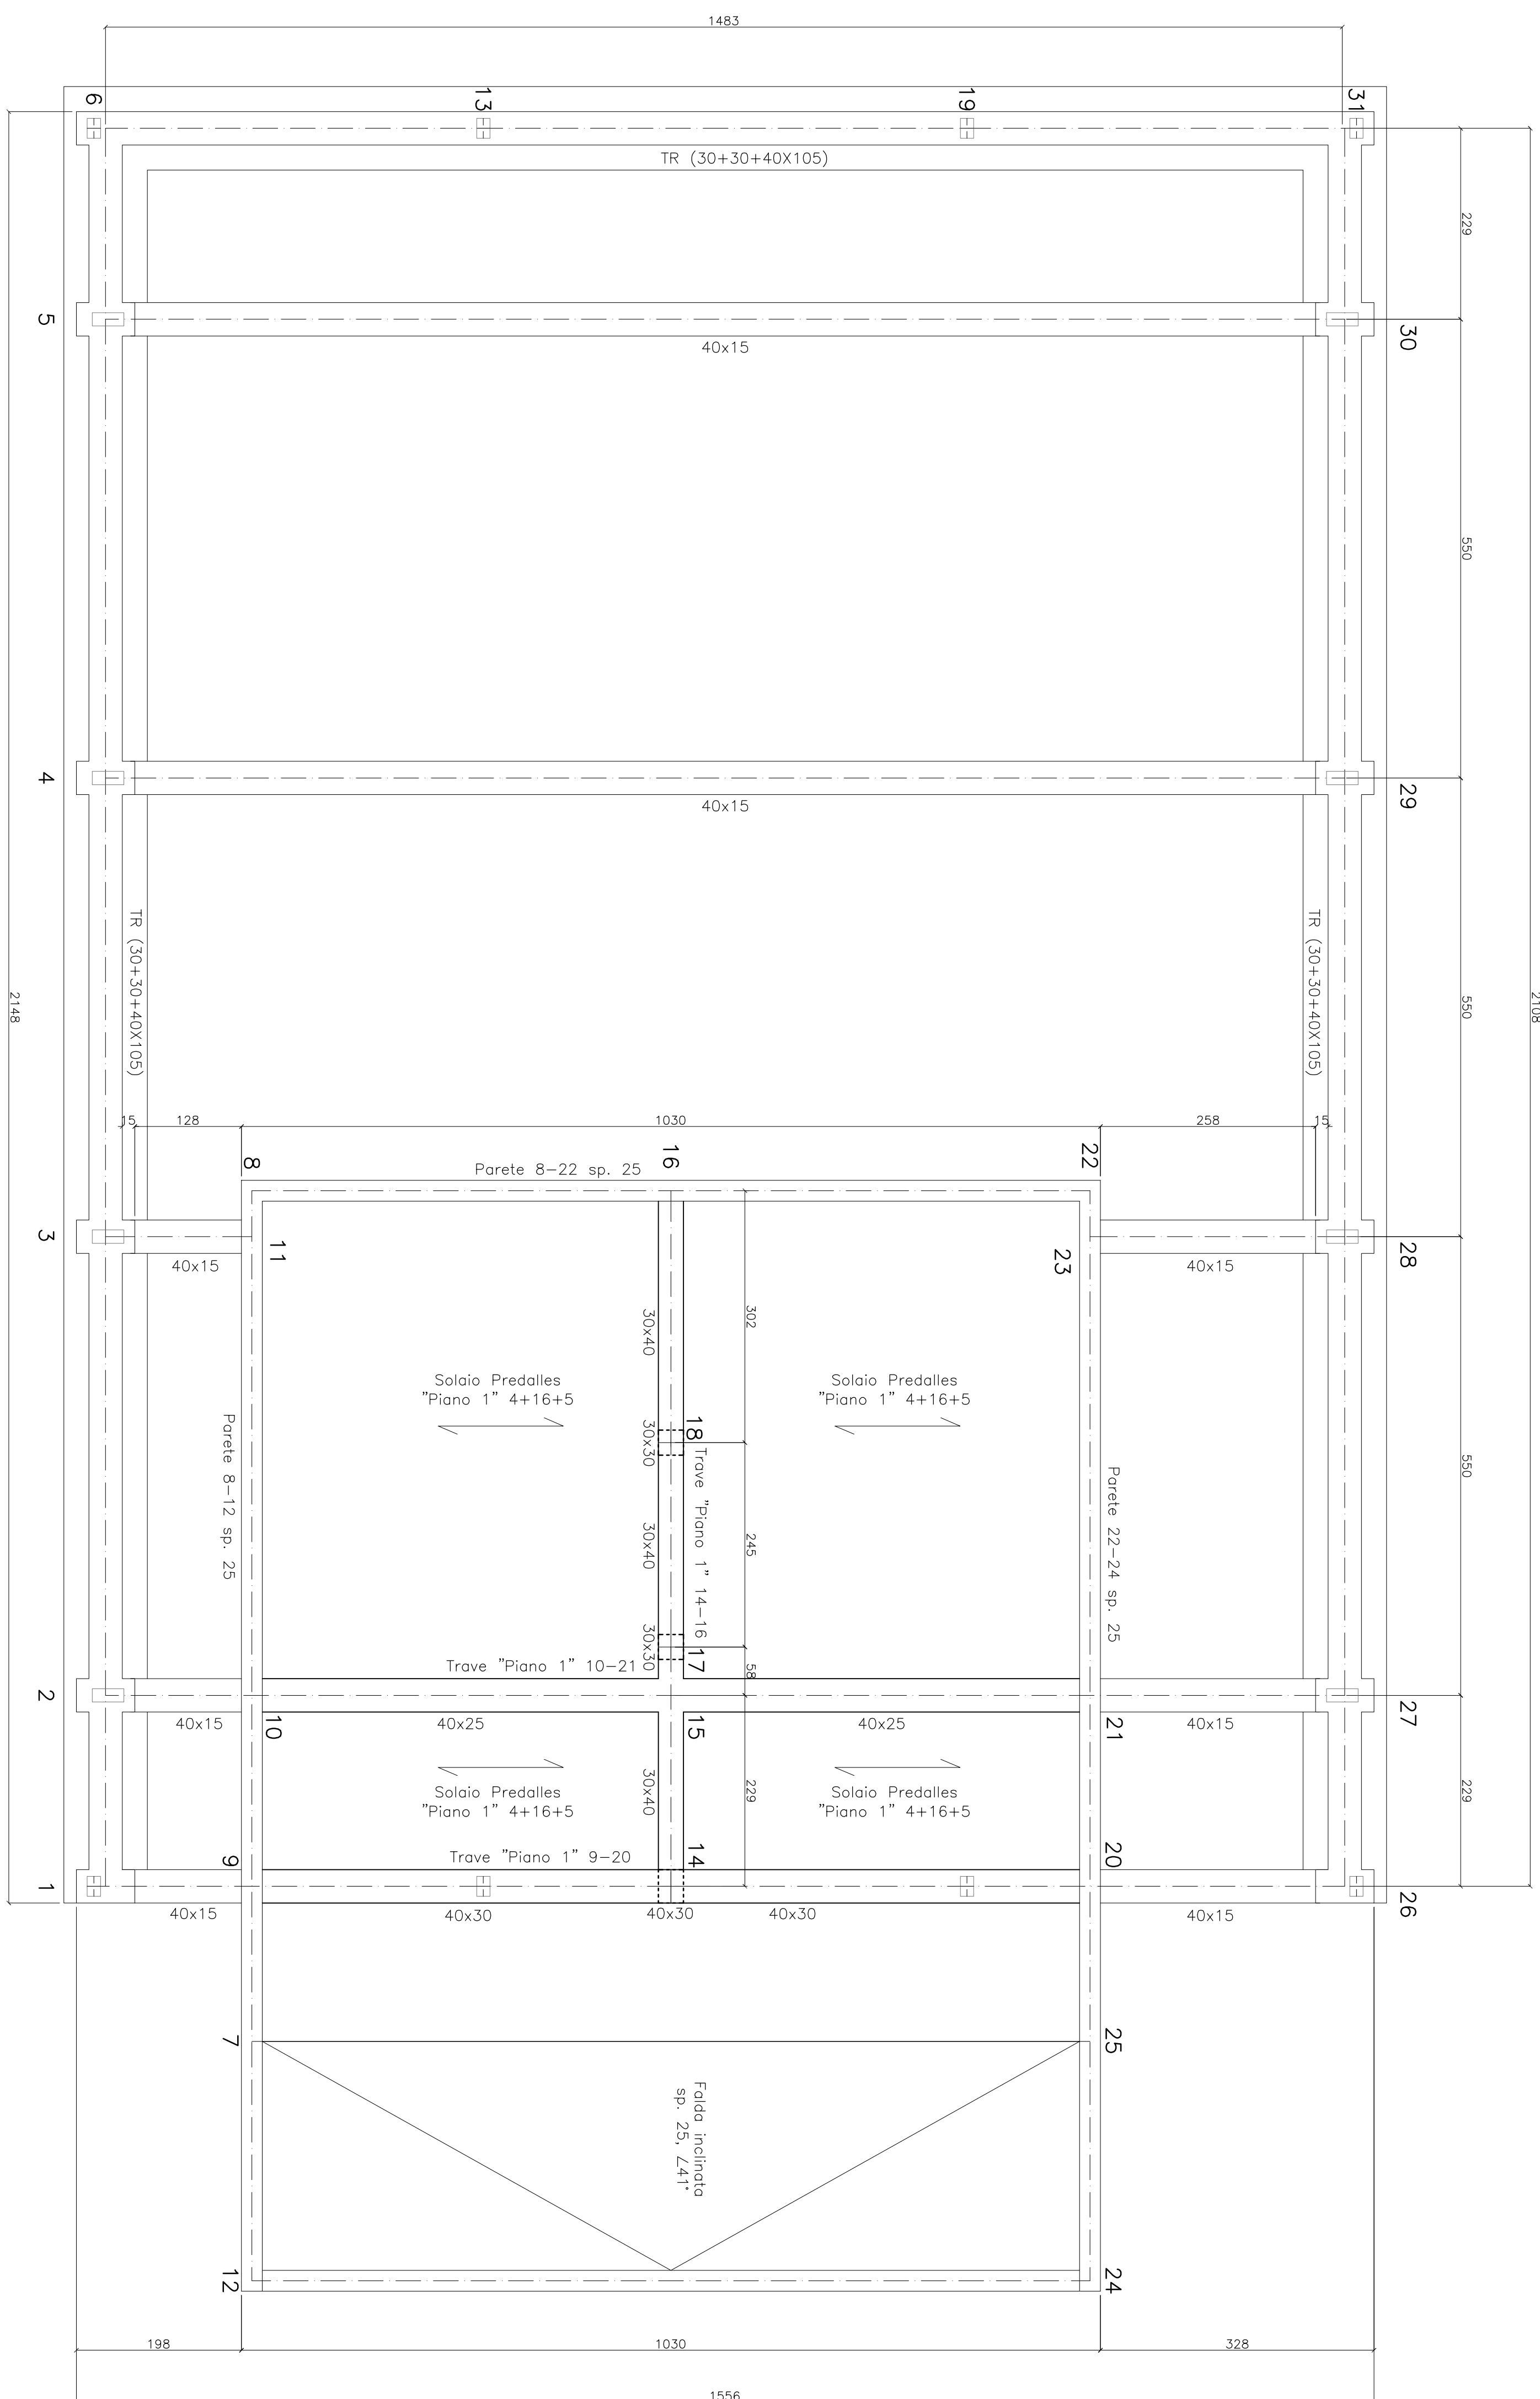 1483
6
13
19
31
TR (30+30+40X105)
229
5
30
40x15
550
2148
2108
4
29
40x15
TR (30+30+40X105)
TR (30+30+40X105)
550
15
128
1030
258
15
8
Parete 8-22 sp. 25
16
22
3
11
23
28
40x15
40x15
30x40
302
Solaio Predalles
"Piano 1" 4+16+5
Solaio Predalles
"Piano 1" 4+16+5
Parete 8-12 sp. 25
30x30
18
Trave "Piano 1" 14-16
Parete 22-24 sp. 25
550
30x40
245
30x30
17
58
Trave "Piano 1" 10-21
2
27
40x15
10
40x25
15
40x25
21
40x15
Solaio Predalles
"Piano 1" 4+16+5
30x40
229
Solaio Predalles
"Piano 1" 4+16+5
229
9
Trave "Piano 1" 9-20
14
20
1
26
40x15
40x30
40x30
40x30
40x15
7
25
Falda inclinata
sp. 25, ∠41°
12
24
198
1030
328
1556